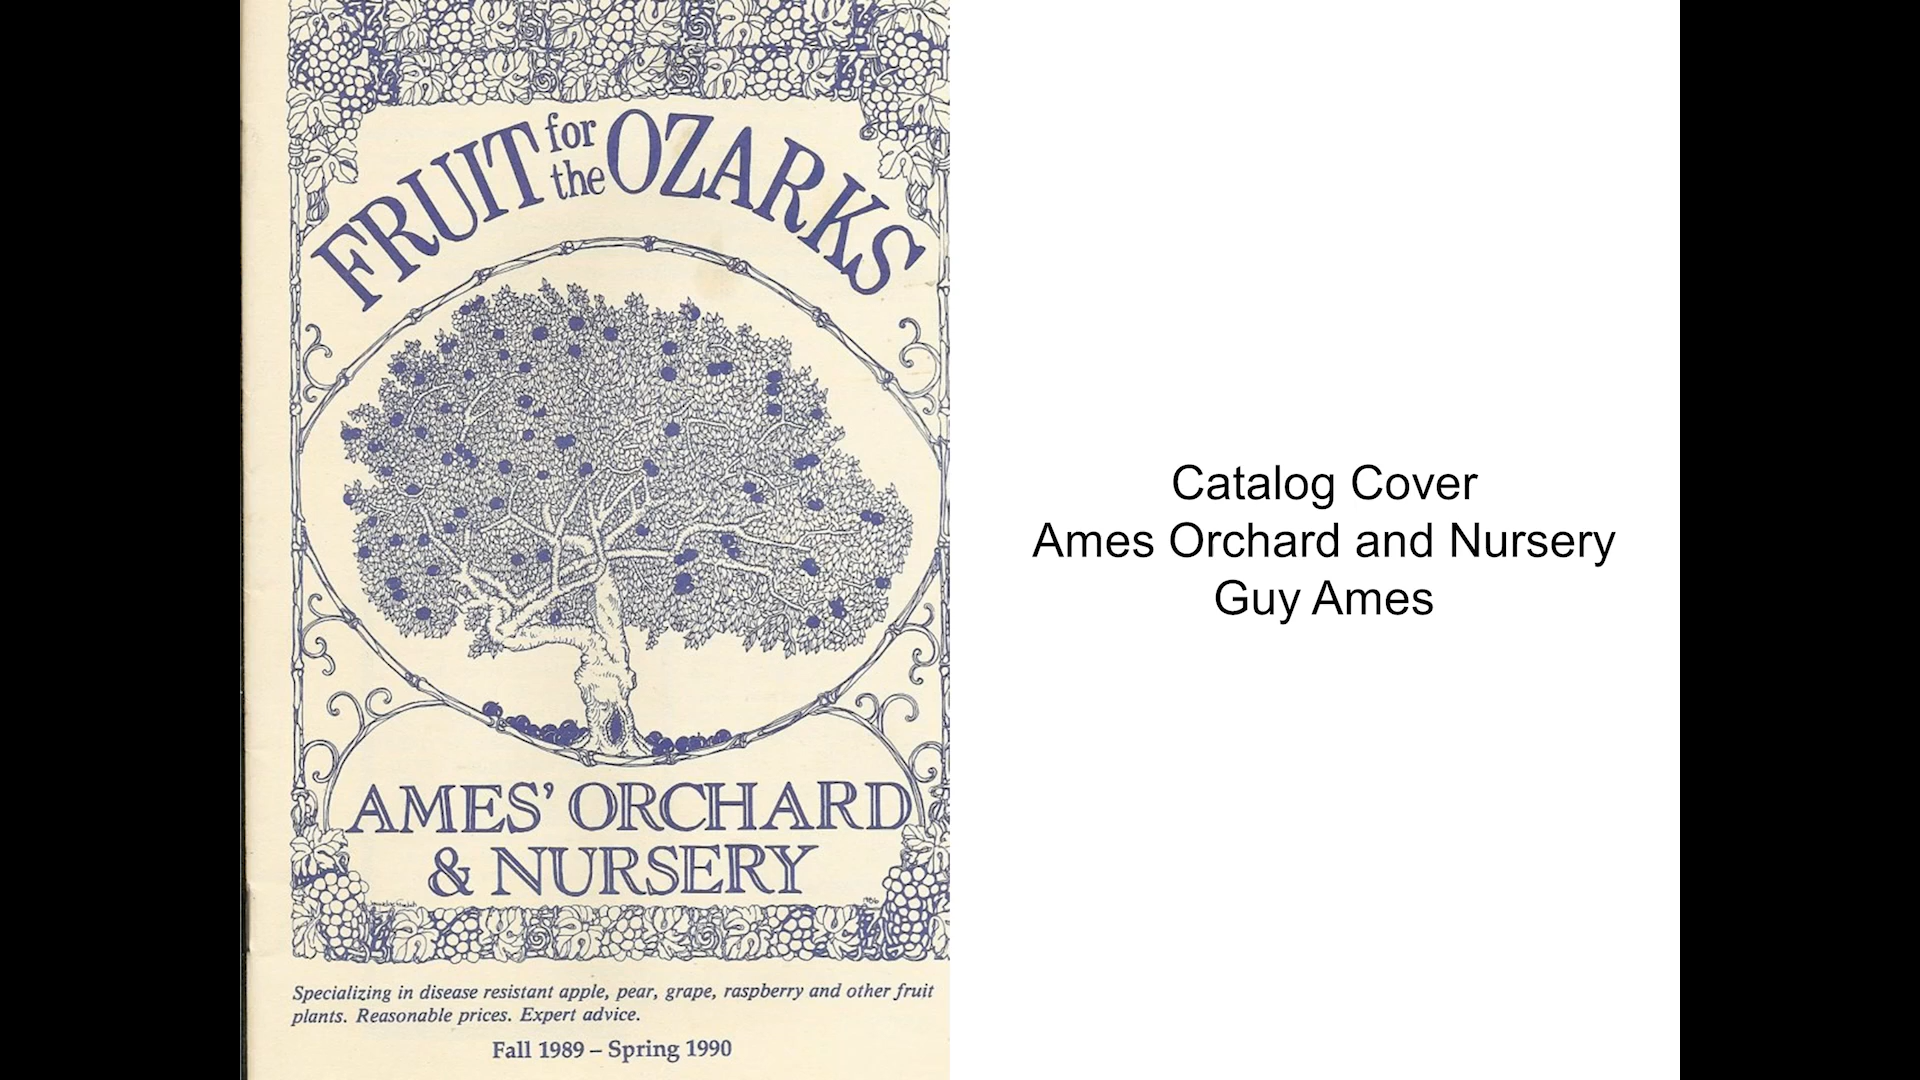 FRUIT for the OZARKS
AMES' ORCHARD
& NURSERY
1986
Specializing in disease resistant apple, pear, grape, raspberry and other fruit
plants. Reasonable prices. Expert advice.
Fall 1989 – Spring 1990
Catalog Cover
Ames Orchard and Nursery
Guy Ames